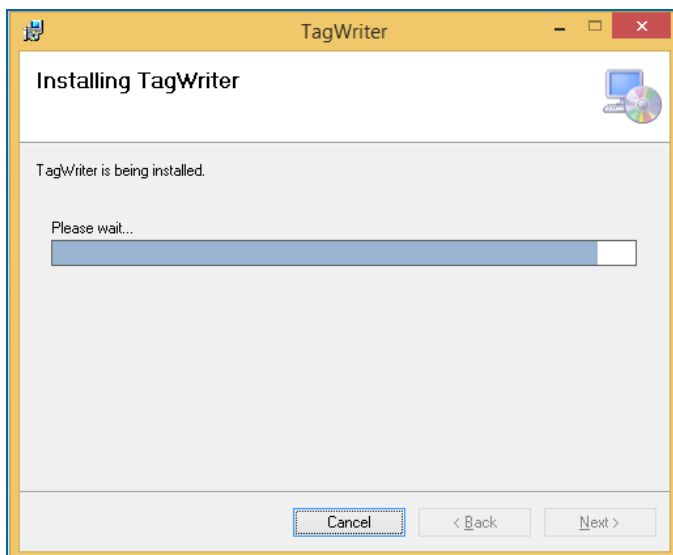 TagWriter
Installing TagWriter
TagWriter is being installed.
Please wait...
Cancel
< Back
Next >